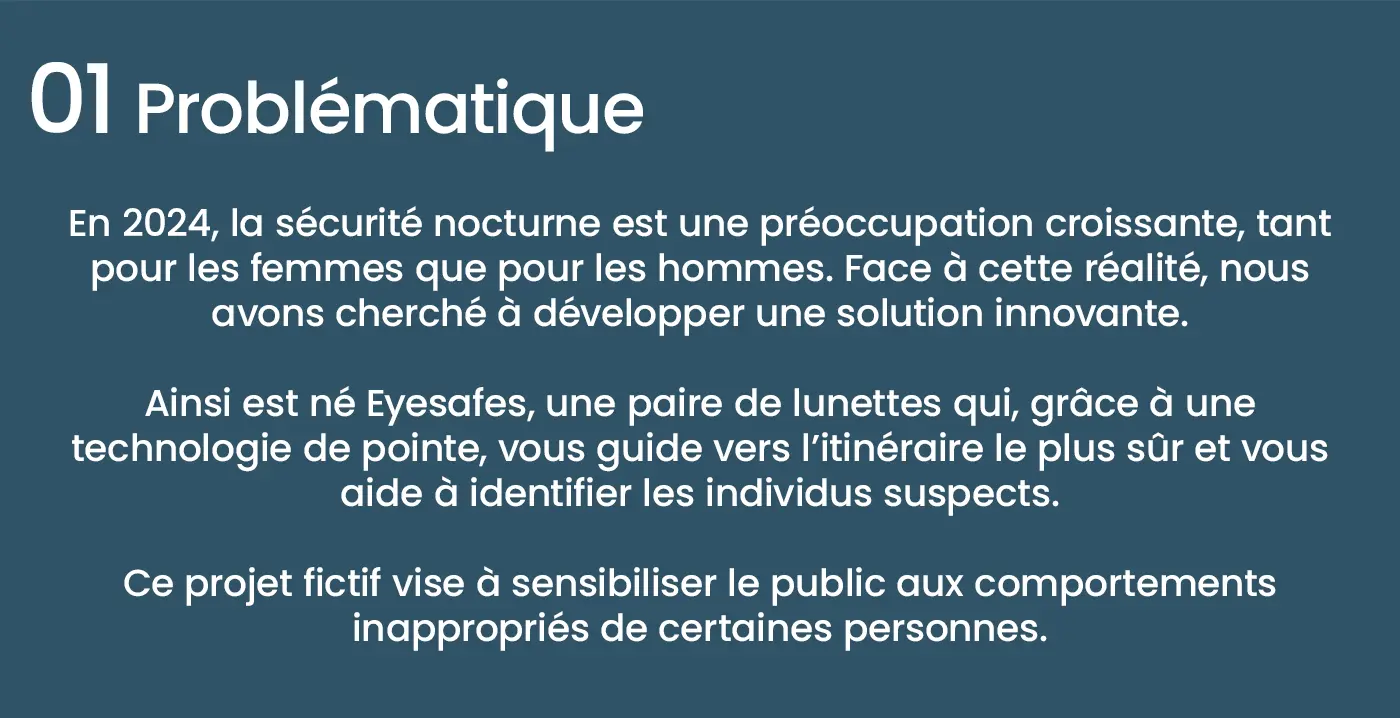 01 Problématique
En 2024, la sécurité nocturne est une préoccupation croissante, tant
pour les femmes que pour les hommes. Face à cette réalité, nous
avons cherché à développer une solution innovante.
Ainsi est né Eyesafes, une paire de lunettes qui, grâce à une
technologie de pointe, vous guide vers l’itinéraire le plus sûr et vous
aide à identifier les individus suspects.
Ce projet fictif vise à sensibiliser le public aux comportements
inappropriés de certaines personnes.